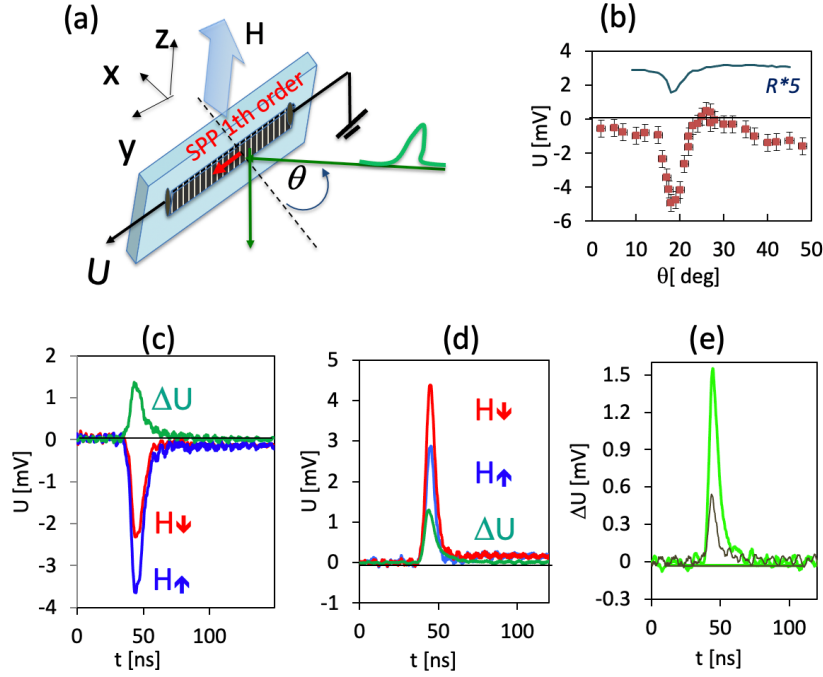 (a)
H
z
x
y
SPP 1th order
θ
U
(b)
4
2
0
-2
-4
-6
U [mV]
R*5
0 10 20 30 40 50
θ[ deg]
(c)
2
1
0
-1
-2
-3
-4
U [mV]
ΔU
H↓
H↑
0 50 100
t [ns]
(d)
5
4
3
2
1
0
-1
U [mV]
H↓
H↑
ΔU
0 50 100
t [ns]
(e)
1.5
1.2
0.9
0.6
0.3
0
-0.3
ΔU [mV]
0 50 100
t [ns]